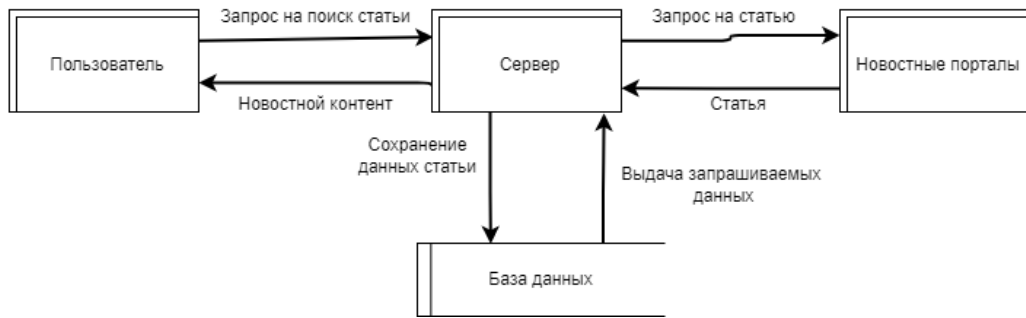 Запрос на поиск статьи
Запрос на статью
Пользователь
Сервер
Новостные порталы
Новостной контент
Статья
Сохранение
данных статьи
Выдача запрашиваемых
данных
База данных